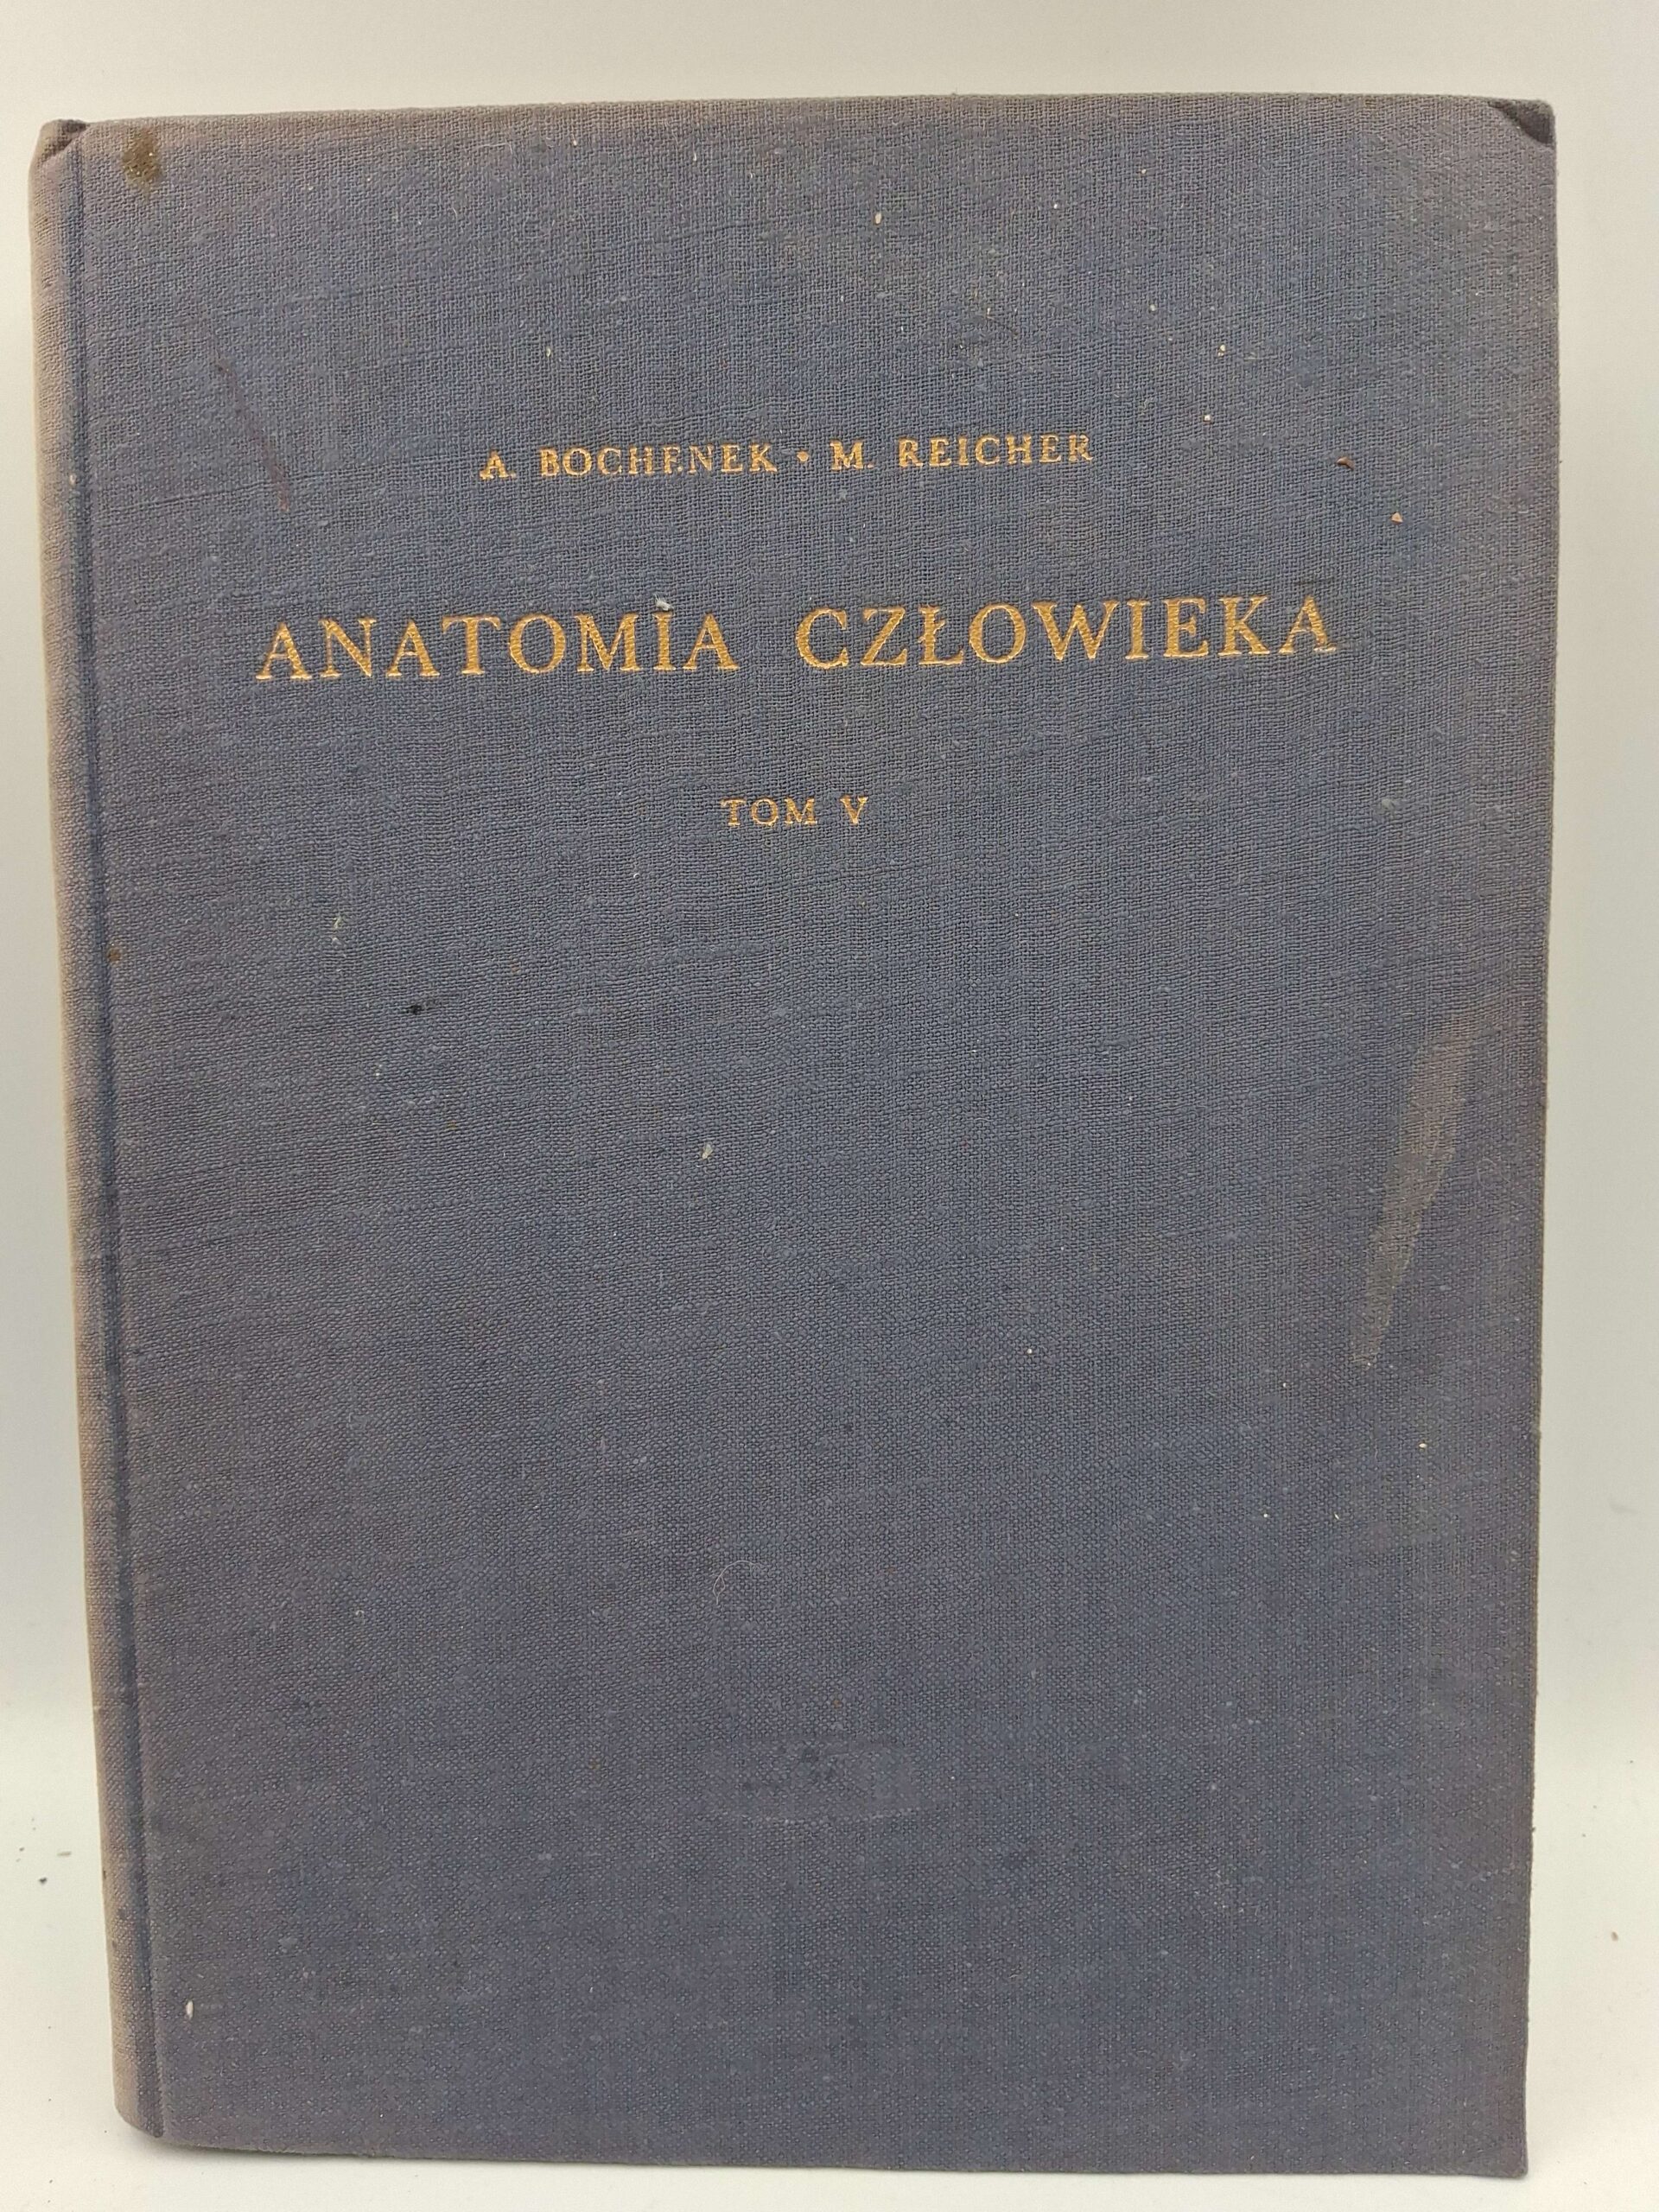 A. BOCHENEK • M. REICHER
ANATOMIA CZŁOWIEKA
TOM V